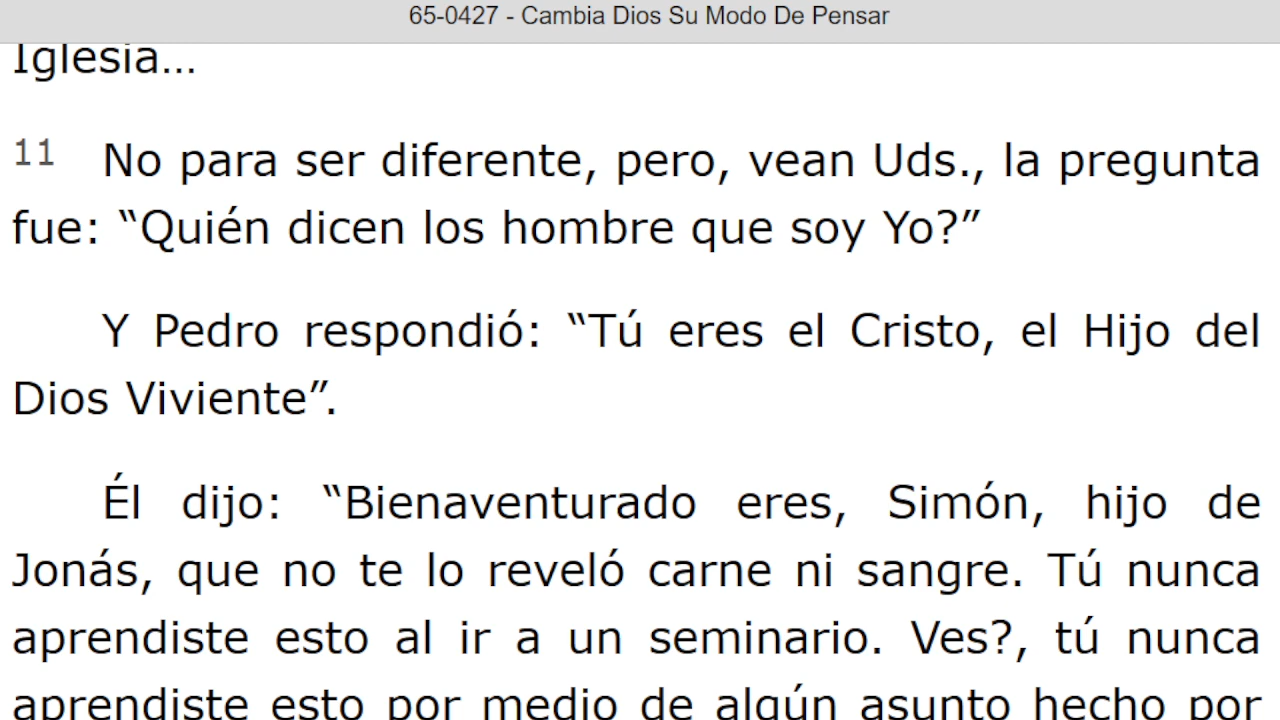 65-0427 - Cambia Dios Su Modo De Pensar
Iglesia...
11 No para ser diferente, pero, vean Uds., la pregunta
fue: “Quién dicen los hombre que soy Yo?”
Y Pedro respondió: “Tú eres el Cristo, el Hijo del
Dios Viviente”.
Él dijo: “Bienaventurado eres, Simón, hijo de
Jonás, que no te lo reveló carne ni sangre. Tú nunca
aprendiste esto al ir a un seminario. Ves?, tú nunca
aprendiste esto por medio de algún asunto hecho por